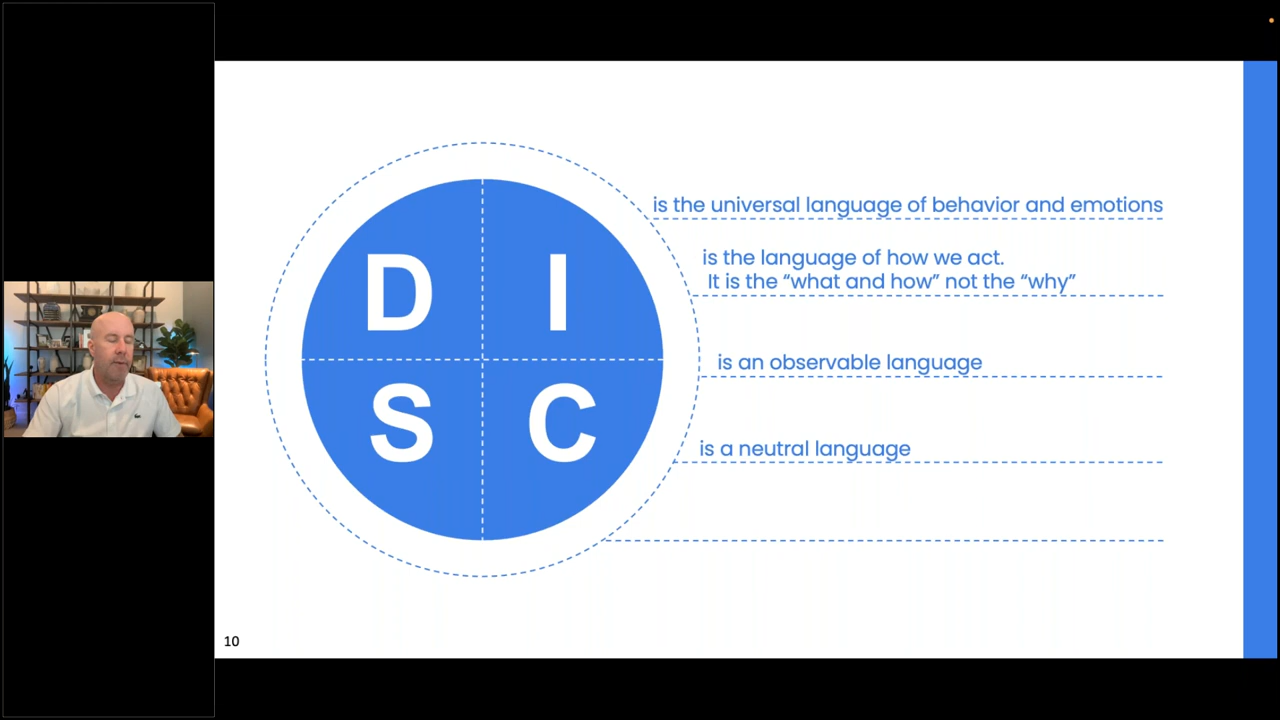 D I
S C
is the universal language of behavior and emotions
is the language of how we act.
It is the “what and how” not the “why”
is an observable language
is a neutral language
10